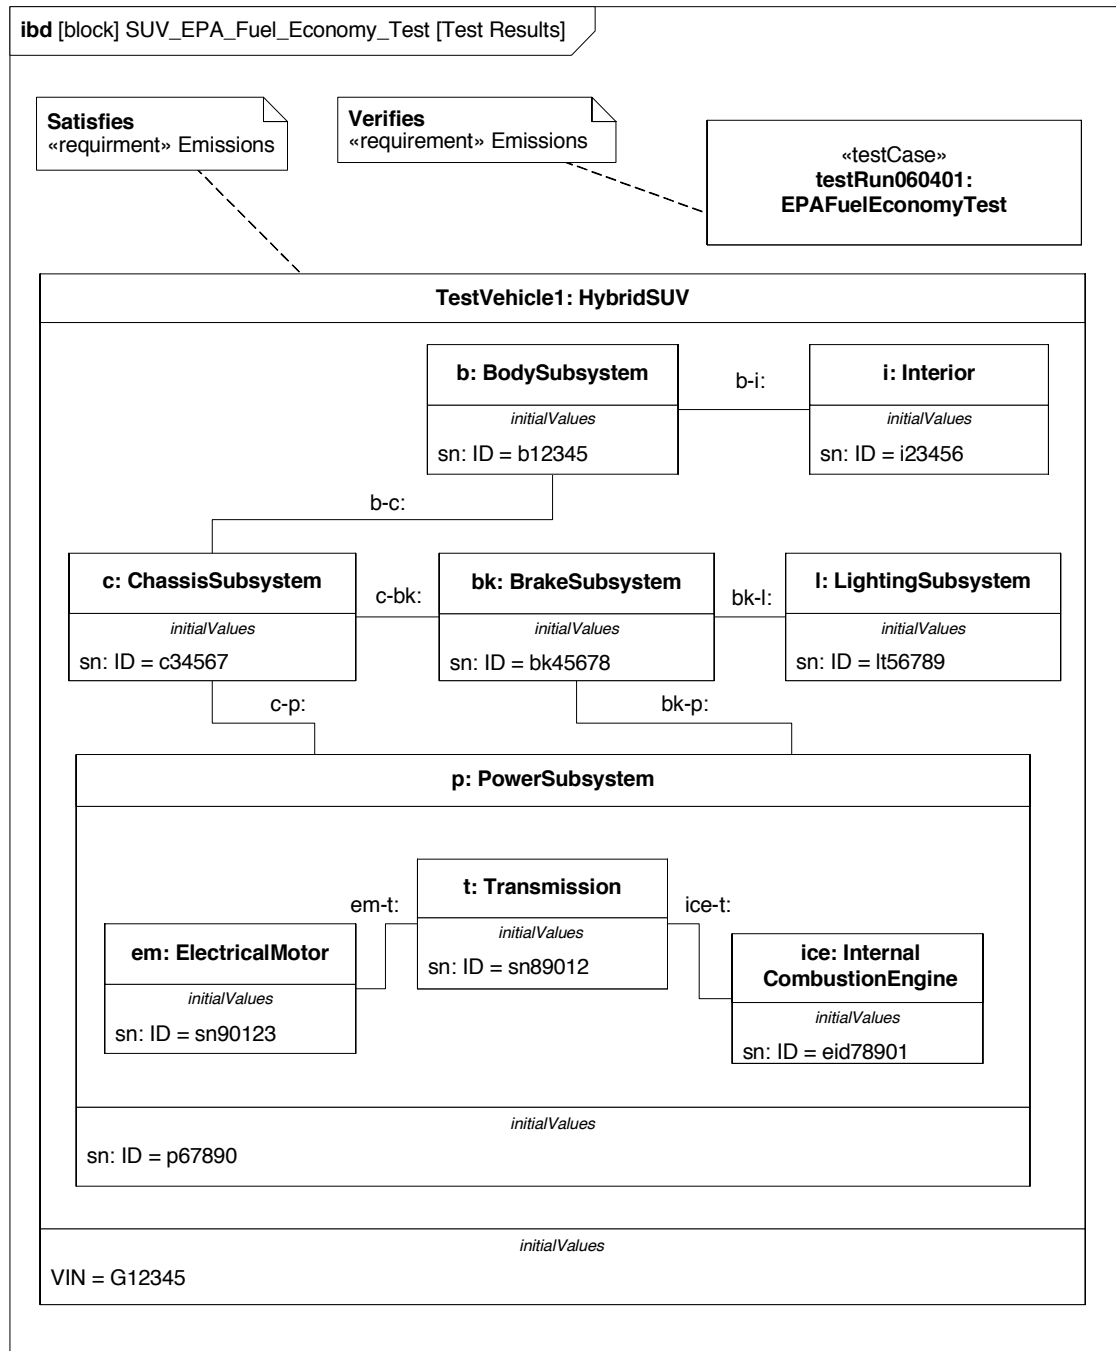 ibd [block] SUV_EPA_Fuel_Economy_Test [Test Results]
Satisfies
«requirment» Emissions
Verifies
«requirement» Emissions
«testCase»
testRun060401:
EPAFuelEconomyTest
TestVehicle1: HybridSUV
b: BodySubsystem
initialValues
sn: ID = b12345
b-i:
i: Interior
initialValues
sn: ID = i23456
b-c:
c: ChassisSubsystem
initialValues
sn: ID = c34567
c-bk:
bk: BrakeSubsystem
initialValues
sn: ID = bk45678
bk-l:
l: LightingSubsystem
initialValues
sn: ID = lt56789
c-p:
bk-p:
p: PowerSubsystem
em: ElectricalMotor
initialValues
sn: ID = sn90123
em-t:
t: Transmission
initialValues
sn: ID = sn89012
ice-t:
ice: Internal
CombustionEngine
initialValues
sn: ID = eid78901
initialValues
sn: ID = p67890
initialValues
VIN = G12345